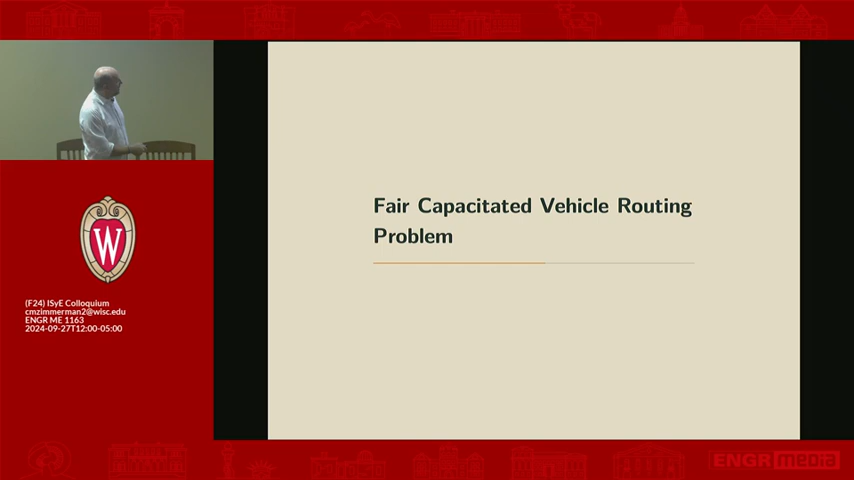 Fair Capacitated Vehicle Routing
Problem
W
(F24) ISyE Colloquium
cmzimmerman2@wisc.edu
ENGR ME 1163
2024-09-27T12:00-05:00
ENGR media